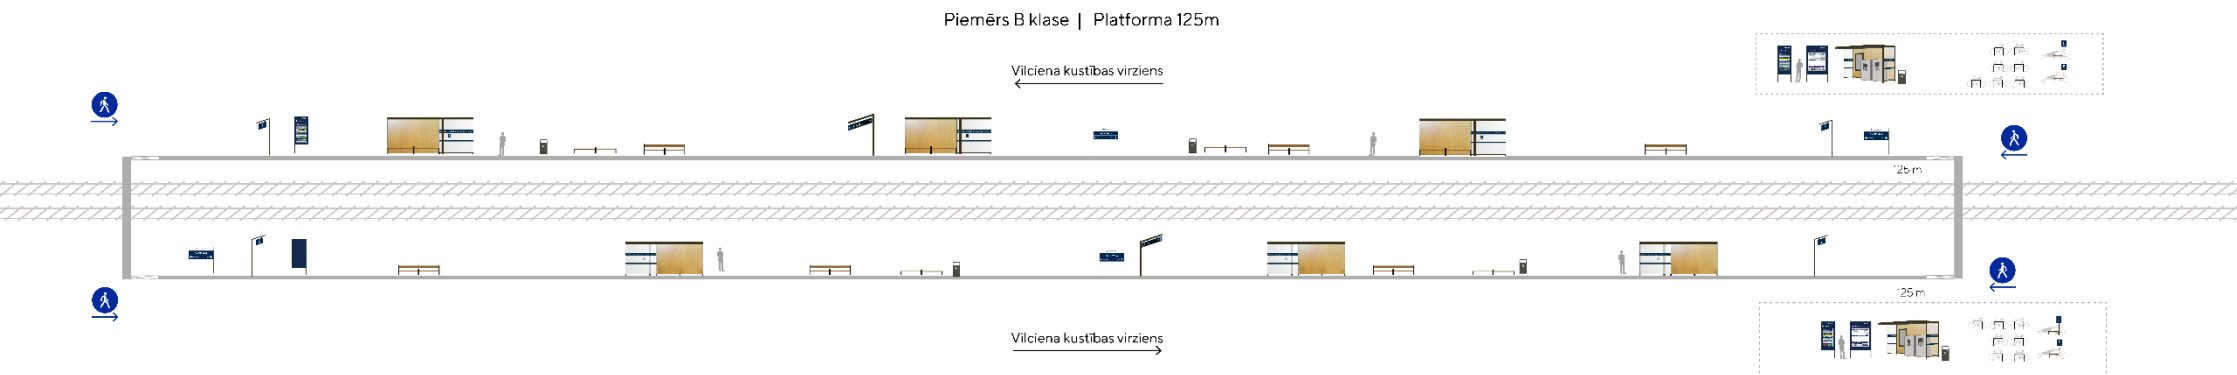 Piemērs B klase | Platforma 125m
Vilciena kustības virziens
125 m
125 m
Vilciena kustības virziens